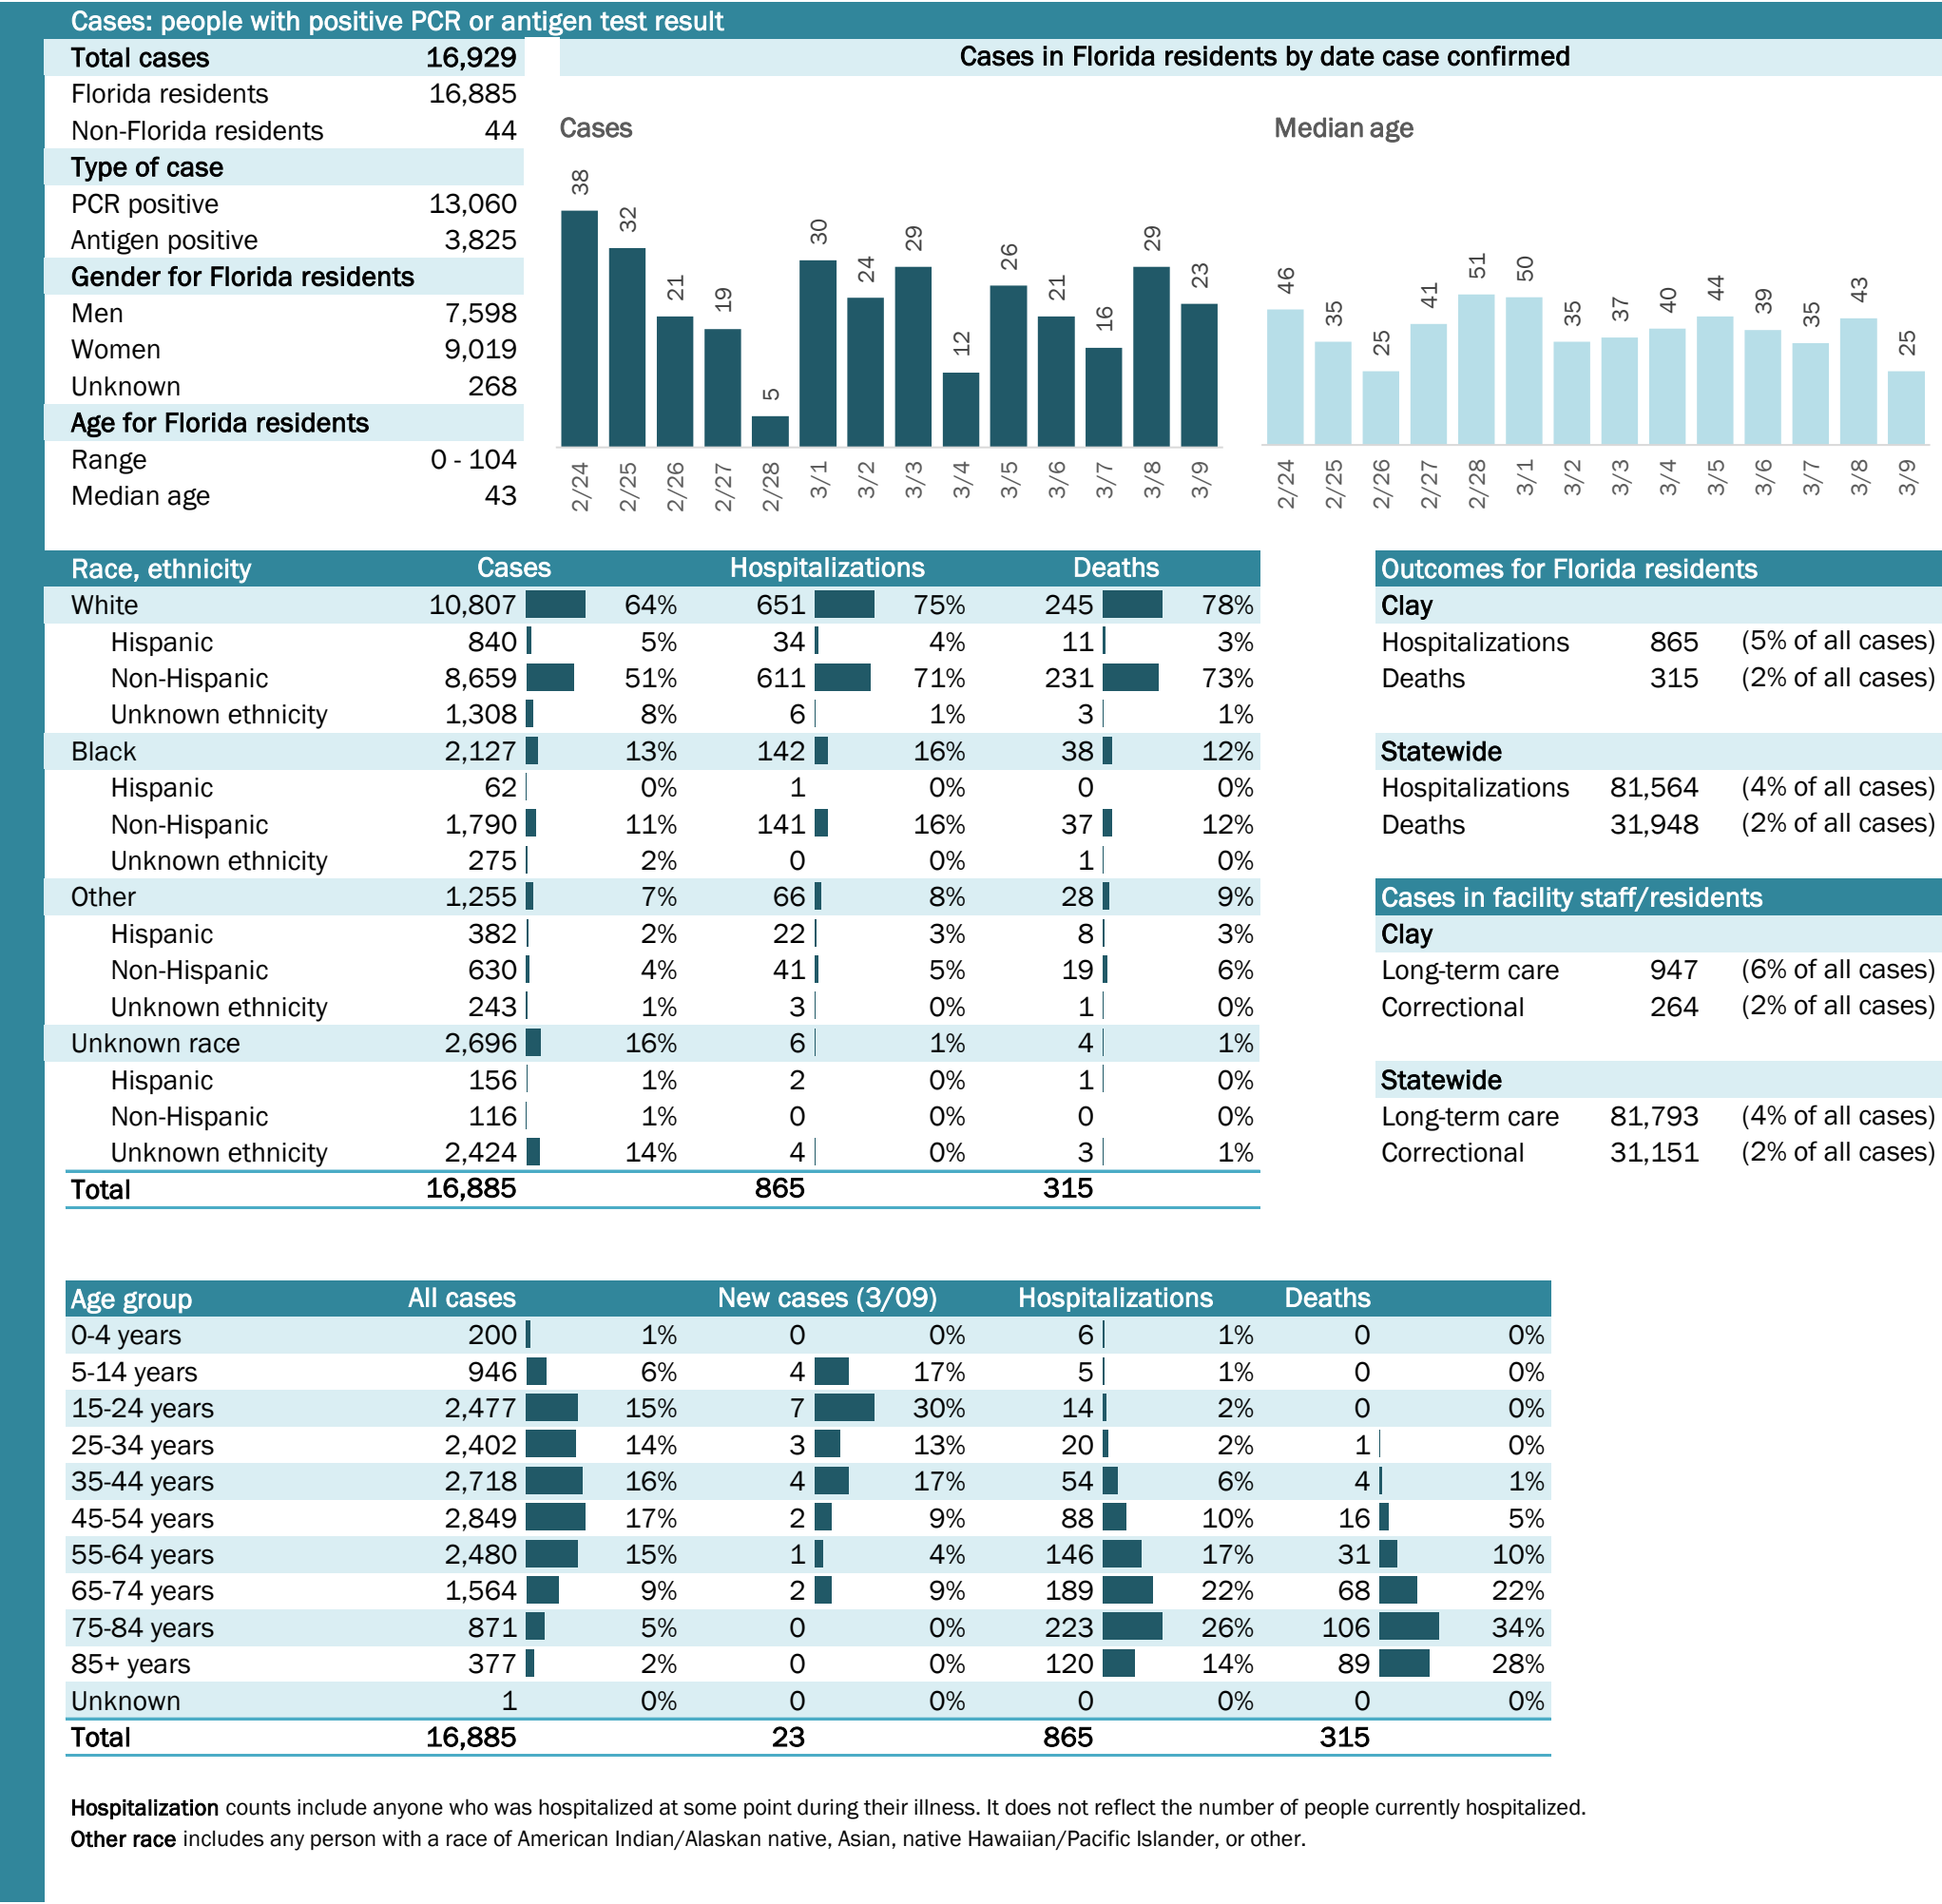 Cases: people with positive PCR or antigen test result
Total cases 16,929
Florida residents 16,885
Non-Florida residents 44
Type of case
PCR positive 13,060
Antigen positive 3,825
Gender for Florida residents
Men 7,598
Women 9,019
Unknown 268
Age for Florida residents
Range 0 - 104
Median age 43
Cases in Florida residents by date case confirmed
Cases
38 32 21 19 5 30 24 29 12 26 21 16 29 23
2/24 2/25 2/26 2/27 2/28 3/1 3/2 3/3 3/4 3/5 3/6 3/7 3/8 3/9
Median age
46 35 25 41 51 50 35 37 40 44 39 35 43 25
2/24 2/25 2/26 2/27 2/28 3/1 3/2 3/3 3/4 3/5 3/6 3/7 3/8 3/9
Race, ethnicity Cases Hospitalizations Deaths
White 10,807 64% 651 75% 245 78%
Hispanic 840 5% 34 4% 11 3%
Non-Hispanic 8,659 51% 611 71% 231 73%
Unknown ethnicity 1,308 8% 6 1% 3 1%
Black 2,127 13% 142 16% 38 12%
Hispanic 62 0% 1 0% 0 0%
Non-Hispanic 1,790 11% 141 16% 37 12%
Unknown ethnicity 275 2% 0 0% 1 0%
Other 1,255 7% 66 8% 28 9%
Hispanic 382 2% 22 3% 8 3%
Non-Hispanic 630 4% 41 5% 19 6%
Unknown ethnicity 243 1% 3 0% 1 0%
Unknown race 2,696 16% 6 1% 4 1%
Hispanic 156 1% 2 0% 1 0%
Non-Hispanic 116 1% 0 0% 0 0%
Unknown ethnicity 2,424 14% 4 0% 3 1%
Total 16,885 865 315
Outcomes for Florida residents
Clay
Hospitalizations 865 (5% of all cases)
Deaths 315 (2% of all cases)
Statewide
Hospitalizations 81,564 (4% of all cases)
Deaths 31,948 (2% of all cases)
Cases in facility staff/residents
Clay
Long-term care 947 (6% of all cases)
Correctional 264 (2% of all cases)
Statewide
Long-term care 81,793 (4% of all cases)
Correctional 31,151 (2% of all cases)
Age group All cases New cases (3/09) Hospitalizations Deaths
0-4 years 200 1% 0 0% 6 1% 0 0%
5-14 years 946 6% 4 17% 5 1% 0 0%
15-24 years 2,477 15% 7 30% 14 2% 0 0%
25-34 years 2,402 14% 3 13% 20 2% 1 0%
35-44 years 2,718 16% 4 17% 54 6% 4 1%
45-54 years 2,849 17% 2 9% 88 10% 16 5%
55-64 years 2,480 15% 1 4% 146 17% 31 10%
65-74 years 1,564 9% 2 9% 189 22% 68 22%
75-84 years 871 5% 0 0% 223 26% 106 34%
85+ years 377 2% 0 0% 120 14% 89 28%
Unknown 1 0% 0 0% 0 0% 0 0%
Total 16,885 23 865 315
Hospitalization counts include anyone who was hospitalized at some point during their illness. It does not reflect the number of people currently hospitalized.
Other race includes any person with a race of American Indian/Alaskan native, Asian, native Hawaiian/Pacific Islander, or other.